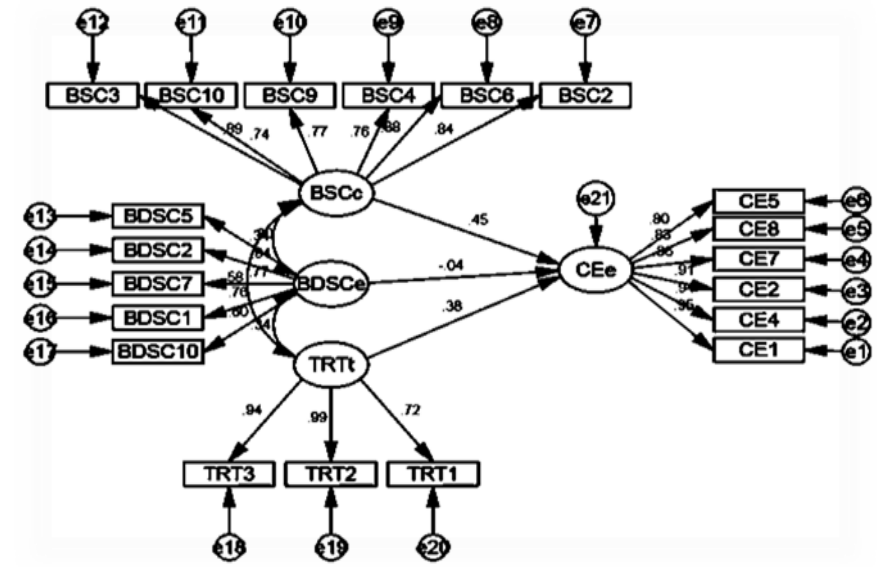 e12 e11 e10 e9 e8 e7
BSC3 BSC10 BSC9 BSC4 BSC6 BSC2
.89 .74 .77 .76 .88 .84
BSCc
e21
e13 BDSC5
e14 BDSC2
e15 BDSC7
e16 BDSC1
e17 BDSC10
.77
.58
.76
.60
.34
BDSCe
TRTt
.45
-.04
.38
CEe
.80
.83
.86
.91
.95
CE5 e6
CE8 e5
CE7 e4
CE2 e3
CE4 e2
CE1 e1
.94 .99 .72
TRT3 TRT2 TRT1
e18 e19 e20